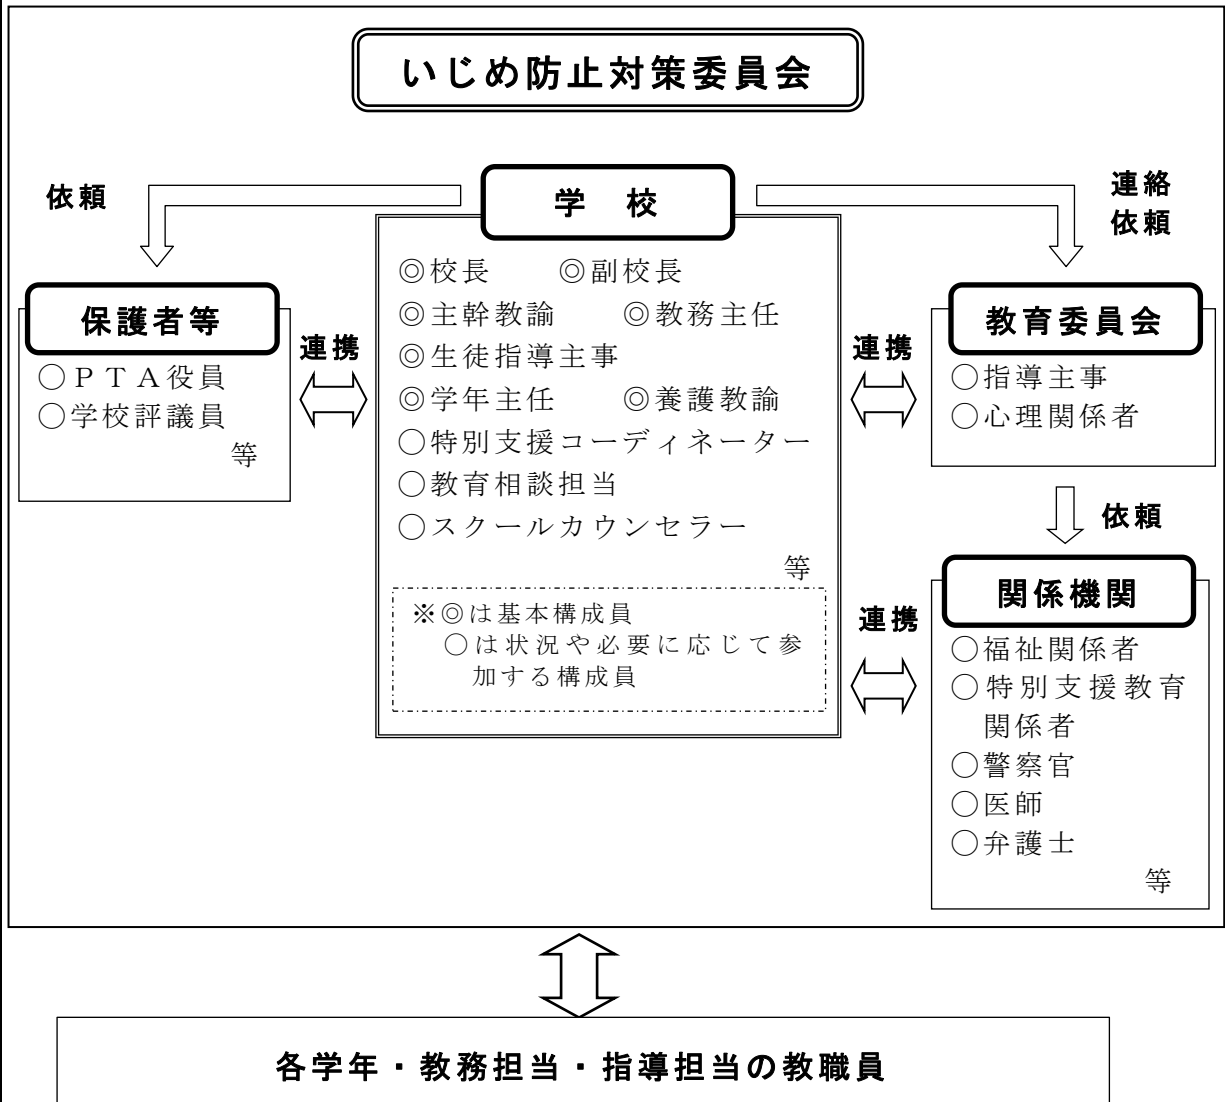 いじめ防止対策委員会
依頼
学　校
連絡
依頼
保護者等
○ＰＴＡ役員
○学校評議員
等
連携
◎校長　　◎副校長
◎主幹教諭　　◎教務主任
◎生徒指導主事
◎学年主任　　◎養護教諭
○特別支援コーディネーター
○教育相談担当
○スクールカウンセラー
等
※◎は基本構成員
○は状況や必要に応じて参
加する構成員
連携
教育委員会
○指導主事
○心理関係者
依頼
連携
関係機関
○福祉関係者
○特別支援教育
関係者
○警察官
○医師
○弁護士
等
各学年・教務担当・指導担当の教職員